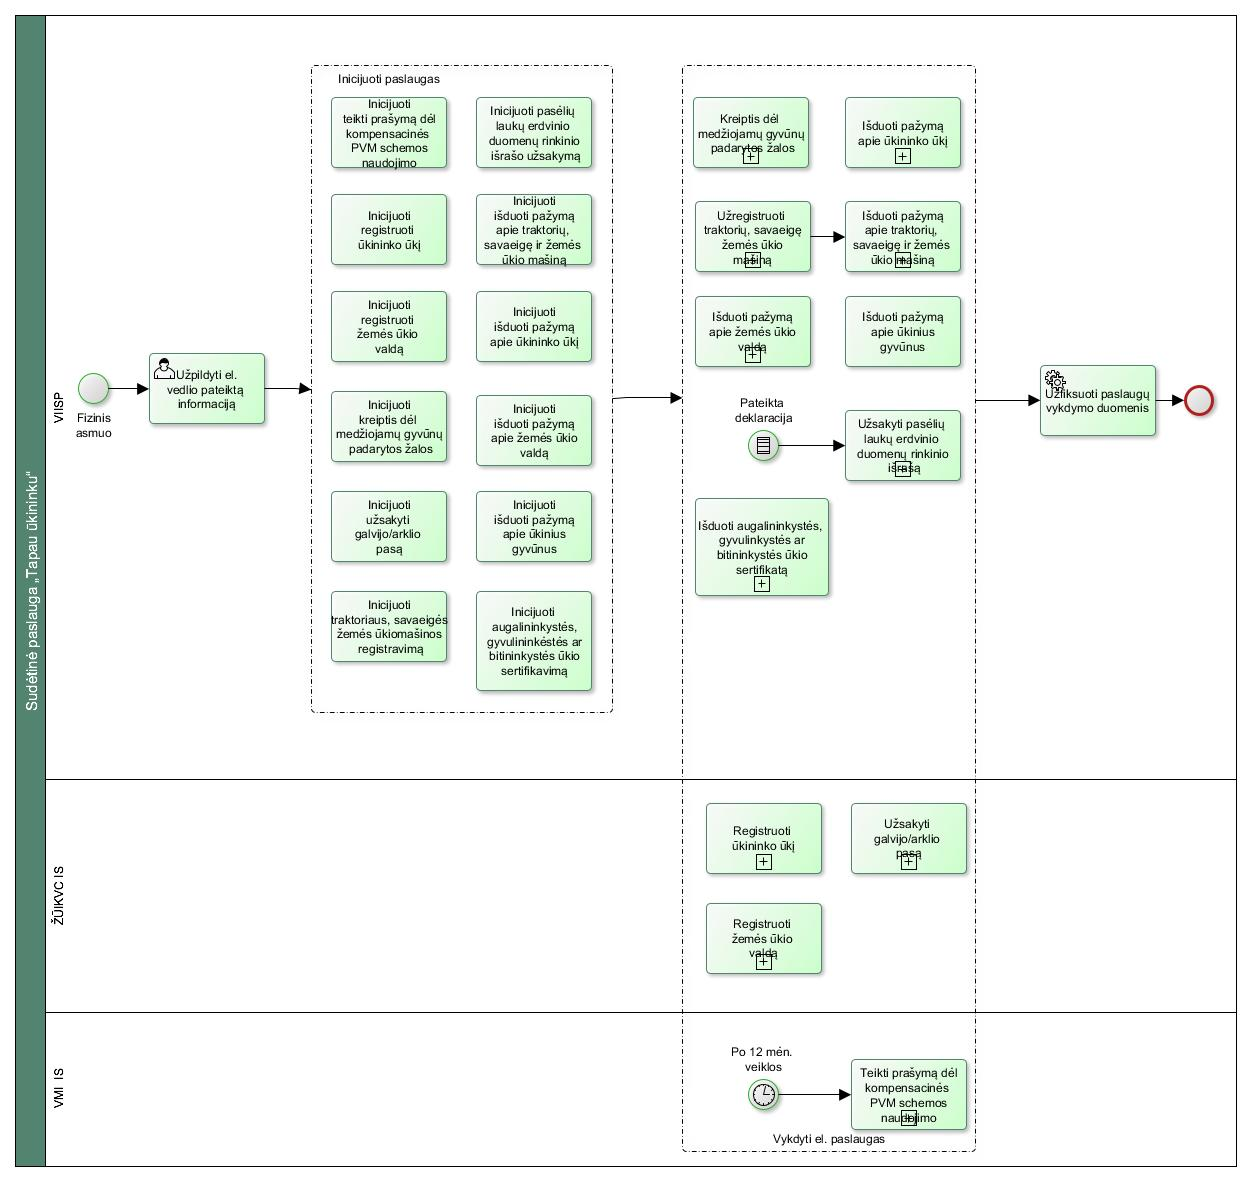 Sudėtinė paslauga „Tapau ūkininku“
VIISP
Fizinis
asmuo
Užpildyti el.
vedlio pateiktą
informaciją
Inicijuoti paslaugas
Inicijuoti
teikti prašymą dėl
kompensacinės
PVM schemos
naudojimo
Inicijuoti pasėlių
laukų erdvinio
duomenų rinkinio
išrašo užsakymą
Inicijuoti
registruoti
ūkininko ūkį
Inicijuoti
išduoti pažymą
apie traktorių,
savaeigę ir žemės
ūkio mašiną
Inicijuoti
registruoti
žemės ūkio
valdą
Inicijuoti
išduoti pažymą
apie ūkininko ūkį
Inicijuoti
kreiptis dėl
medžiojamų gyvūnų
padarytos žalos
Inicijuoti
išduoti pažymą
apie žemės ūkio
valdą
Inicijuoti
užsakyti
galvijo/arklio
pasą
Inicijuoti
išduoti pažymą
apie ūkinius
gyvūnus
Inicijuoti
traktoriaus, savaeigės
žemės ūkiomašinos
registravimą
Inicijuoti
augalininkystės,
gyvulininkėstės ar
bitininkystės ūkio
sertifikavimą
Kreiptis dėl
medžiojamų gyvūnų
padarytos žalos
Išduoti pažymą
apie ūkininko ūkį
Užregistruoti
traktorių, savaeigę
žemės ūkio
mašiną
Išduoti pažymą
apie traktorių,
savaeigę ir žemės
ūkio mašiną
Išduoti pažymą
apie žemės ūkio
valdą
Išduoti pažymą
apie ūkinius
gyvūnus
Pateikta
deklaracija
Užsakyti pasėlių
laukų erdvinio
duomenų rinkinio
išrašą
Išduoti augalininkystės,
gyvulinkystės ar
bitininkystės ūkio
sertifikatą
Užfiksuoti paslaugų
vykdymo duomenis
ŽŪIKVC IS
Registruoti
ūkininko ūkį
Užsakyti
galvijo/arklio
pasą
Registruoti
žemės ūkio
valdą
VMI IS
Po 12 mėn.
veiklos
Teikti prašymą dėl
kompensacinės
PVM schemos
naudojimo
Vykdyti el. paslaugas